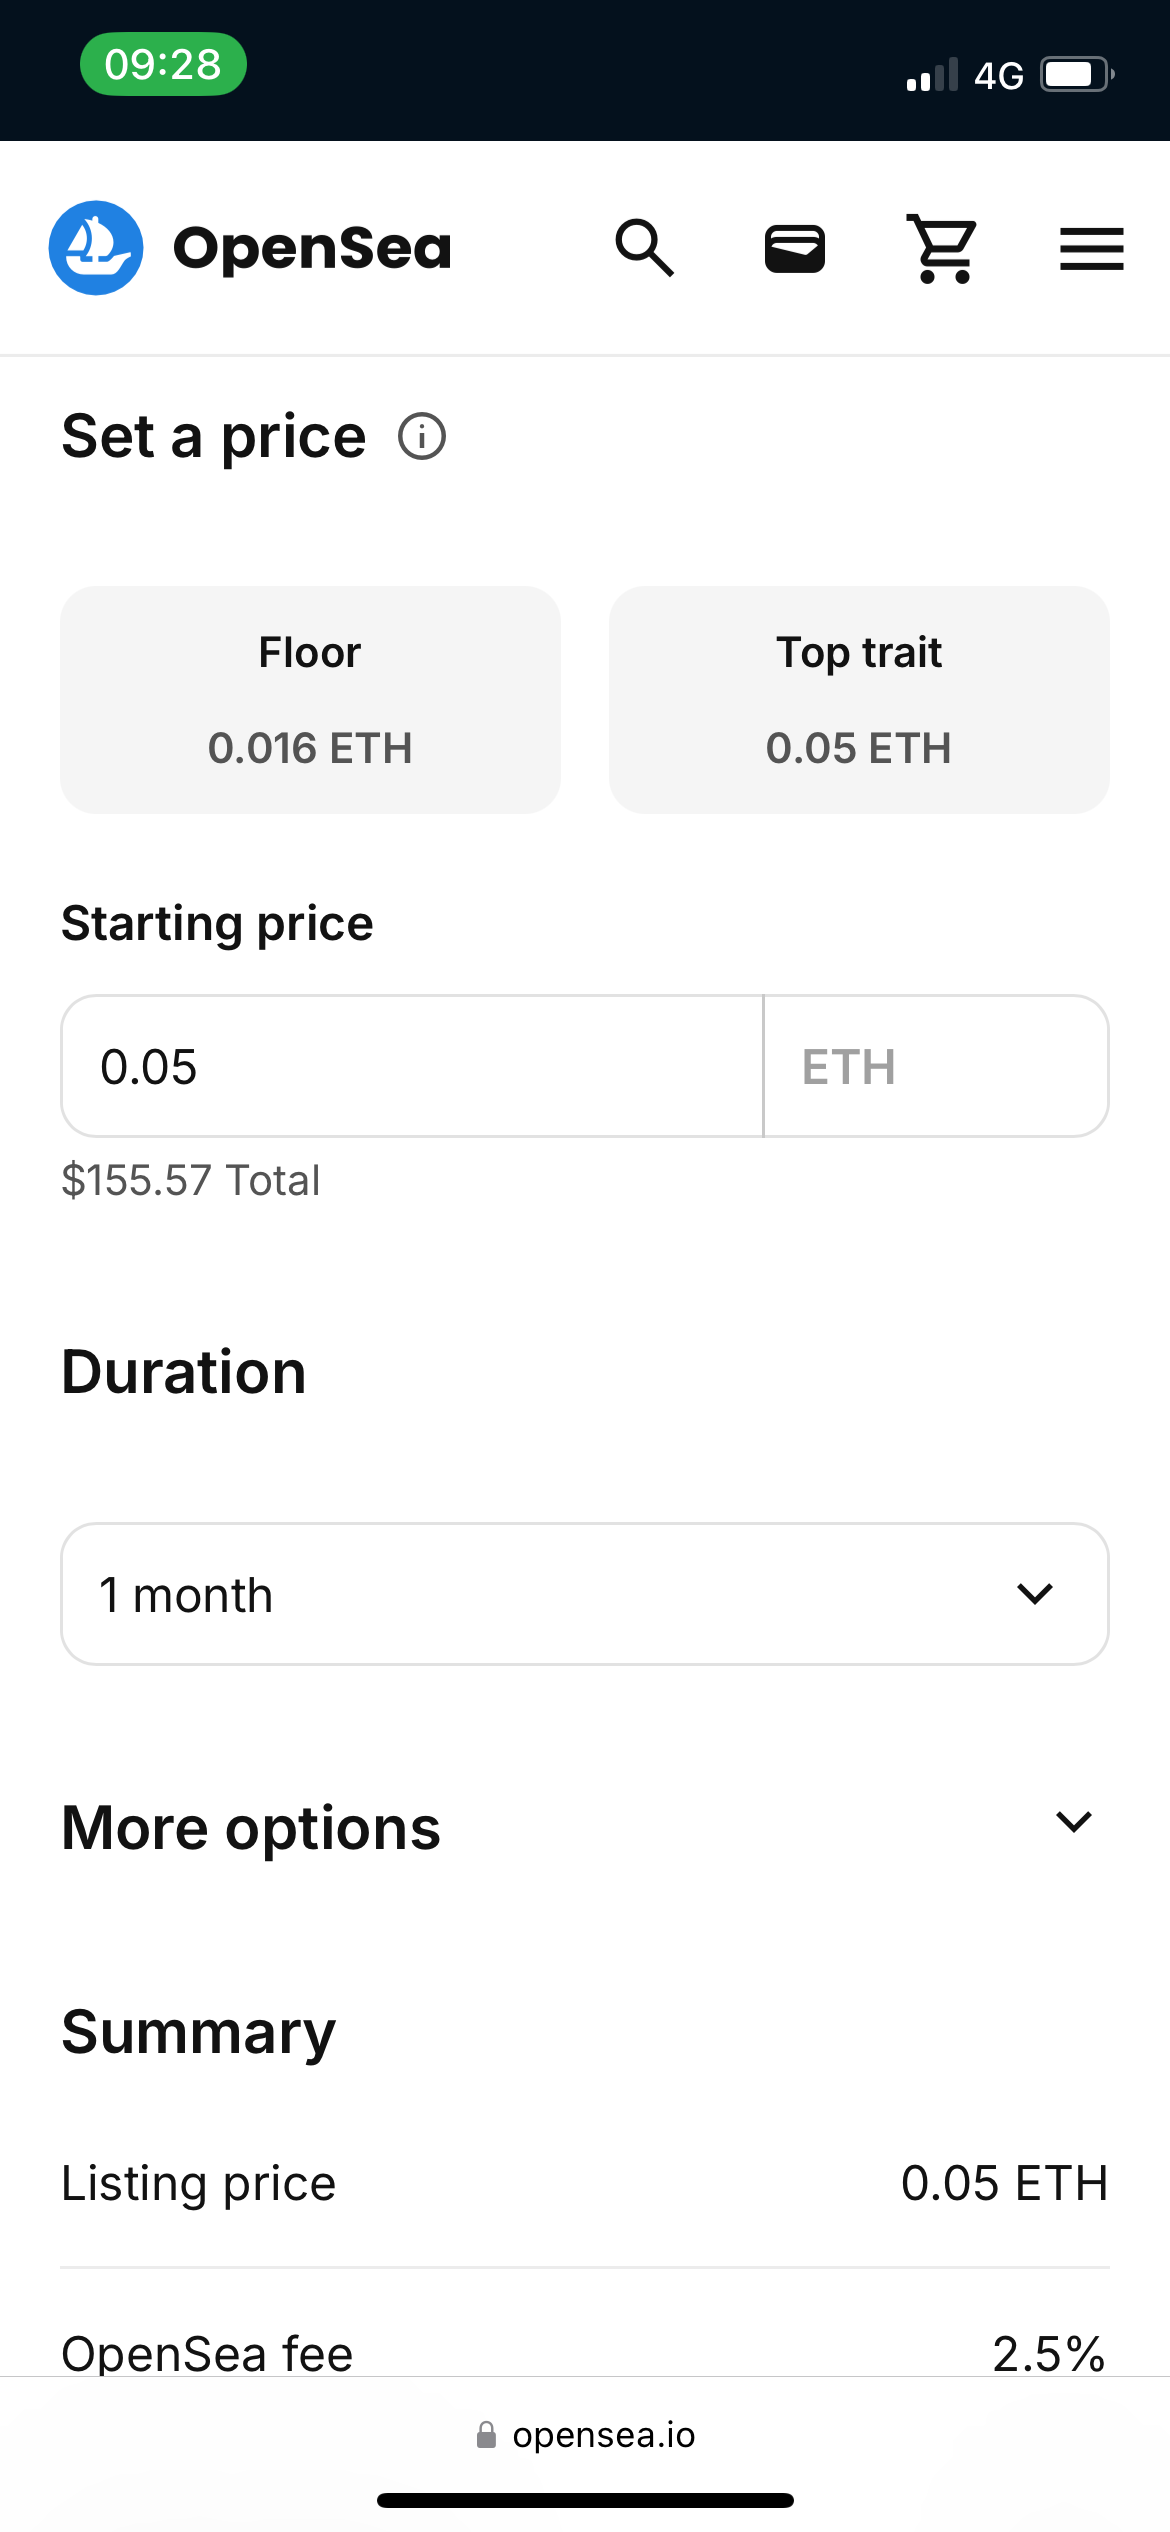 09:28
4G
OpenSea
Set a price
Floor
0.016 ETH
Top trait
0.05 ETH
Starting price
0.05
ETH
$155.57 Total
Duration
1 month
More options
Summary
Listing price
0.05 ETH
OpenSea fee
2.5%
opensea.io